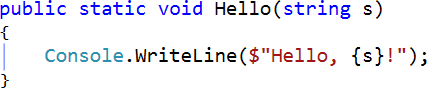 public static void Hello(string s)
{
    Console.WriteLine($"Hello, {s}!");
}